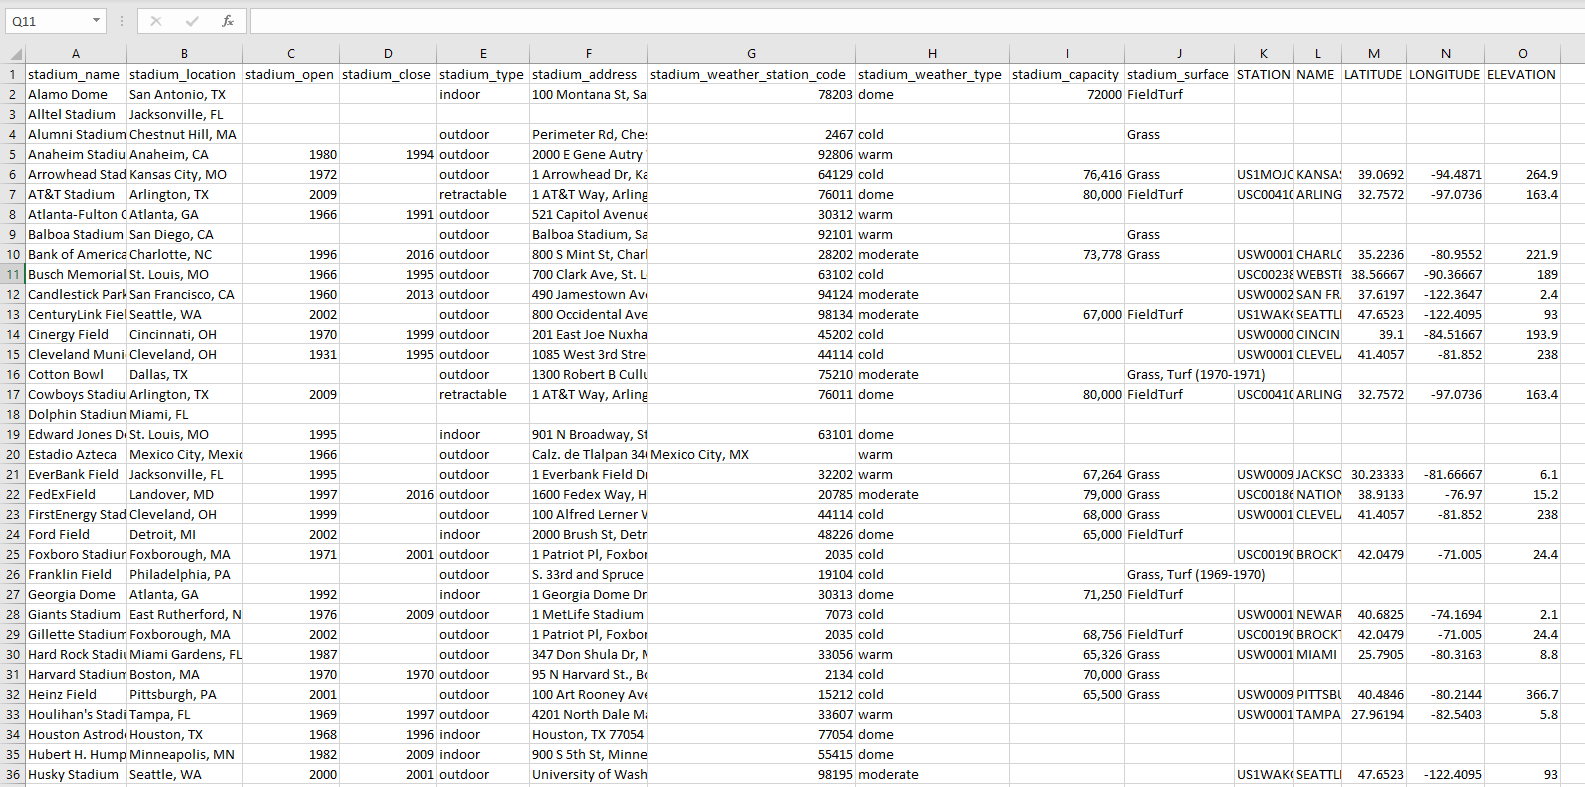 Q11 fx
A B C D E F G H I J K L M N O
1 stadium_name stadium_location stadium_open stadium_close stadium_type stadium_address stadium_weather_station_code stadium_weather_type stadium_capacity stadium_surface STATION NAME LATITUDE LONGITUDE ELEVATION
2 Alamo Dome San Antonio, TX indoor 100 Montana St, Sa 78203 dome 72000 FieldTurf
3 Alltel Stadium Jacksonville, FL
4 Alumni Stadium Chestnut Hill, MA outdoor Perimeter Rd, Ches 2467 cold Grass
5 Anaheim Stadiu Anaheim, CA 1980 1994 outdoor 2000 E Gene Autry 92806 warm
6 Arrowhead Stad Kansas City, MO 1972 outdoor 1 Arrowhead Dr, Ka 64129 cold 76,416 Grass US1MOJC KANSAS 39.0692 -94.4871 264.9
7 AT&T Stadium Arlington, TX 2009 retractable 1 AT&T Way, Arling 76011 dome 80,000 FieldTurf USC0041 ARLING 32.7572 -97.0736 163.4
8 Atlanta-Fulton C Atlanta, GA 1966 1991 outdoor 521 Capitol Avenue 30312 warm
9 Balboa Stadium San Diego, CA outdoor Balboa Stadium, Sa 92101 warm Grass
10 Bank of America Charlotte, NC 1996 2016 outdoor 800 S Mint St, Charl 28202 moderate 73,778 Grass USW0001 CHARLO 35.2236 -80.9552 221.9
11 Busch Memorial St. Louis, MO 1966 1995 outdoor 700 Clark Ave, St. L 63102 cold USC0023 WEBSTE 38.56667 -90.36667 189
12 Candlestick Park San Francisco, CA 1960 2013 outdoor 490 Jamestown Ave 94124 moderate USW0002 SAN FR 37.6197 -122.3647 2.4
13 CenturyLink Fiel Seattle, WA 2002 outdoor 800 Occidental Ave 98134 moderate 67,000 FieldTurf US1WAK SEATTL 47.6523 -122.4095 93
14 Cinergy Field Cincinnati, OH 1970 1999 outdoor 201 East Joe Nuxha 45202 cold USW0000 CINCIN 39.1 -84.51667 193.9
15 Cleveland Muni Cleveland, OH 1931 1995 outdoor 1085 West 3rd Stre 44114 cold USW0001 CLEVEL 41.4057 -81.852 238
16 Cotton Bowl Dallas, TX outdoor 1300 Robert B Cullu 75210 moderate Grass, Turf (1970-1971)
17 Cowboys Stadiu Arlington, TX 2009 retractable 1 AT&T Way, Arling 76011 dome 80,000 FieldTurf USC0041 ARLING 32.7572 -97.0736 163.4
18 Dolphin Stadium Miami, FL
19 Edward Jones D St. Louis, MO 1995 indoor 901 N Broadway, St 63101 dome
20 Estadio Azteca Mexico City, Mexic 1966 outdoor Calz. de Tlalpan 346 Mexico City, MX warm
21 EverBank Field Jacksonville, FL 1995 outdoor 1 Everbank Field Dr 32202 warm 67,264 Grass USW0009 JACKSO 30.23333 -81.66667 6.1
22 FedExField Landover, MD 1997 2016 outdoor 1600 Fedex Way, H 20785 moderate 79,000 Grass USC0018 NATION 38.9133 -76.97 15.2
23 FirstEnergy Stad Cleveland, OH 1999 outdoor 100 Alfred Lerner W 44114 cold 68,000 Grass USW0001 CLEVEL 41.4057 -81.852 238
24 Ford Field Detroit, MI 2002 indoor 2000 Brush St, Detr 48226 dome 65,000 FieldTurf
25 Foxboro Stadiur Foxborough, MA 1971 2001 outdoor 1 Patriot Pl, Foxbor 2035 cold USC0019 BROCKT 42.0479 -71.005 24.4
26 Franklin Field Philadelphia, PA outdoor S. 33rd and Spruce 19104 cold Grass, Turf (1969-1970)
27 Georgia Dome Atlanta, GA 1992 indoor 1 Georgia Dome Dr 30313 dome 71,250 FieldTurf
28 Giants Stadium East Rutherford, N 1976 2009 outdoor 1 MetLife Stadium 7073 cold USW0001 NEWAR 40.6825 -74.1694 2.1
29 Gillette Stadium Foxborough, MA 2002 outdoor 1 Patriot Pl, Foxbor 2035 cold 68,756 FieldTurf USC0019 BROCKT 42.0479 -71.005 24.4
30 Hard Rock Stadi Miami Gardens, FL 1987 outdoor 347 Don Shula Dr, M 33056 warm 65,326 Grass USW0001 MIAMI 25.7905 -80.3163 8.8
31 Harvard Stadium Boston, MA 1970 1970 outdoor 95 N Harvard St., Bo 2134 cold 70,000 Grass
32 Heinz Field Pittsburgh, PA 2001 outdoor 100 Art Rooney Ave 15212 cold 65,500 Grass USW0009 PITTSBU 40.4846 -80.2144 366.7
33 Houlihan's Stadi Tampa, FL 1969 1997 outdoor 4201 North Dale Ma 33607 warm USW0001 TAMPA 27.96194 -82.5403 5.8
34 Houston Astrod Houston, TX 1968 1996 indoor Houston, TX 77054 77054 dome
35 Hubert H. Hump Minneapolis, MN 1982 2009 indoor 900 S 5th St, Minne 55415 dome
36 Husky Stadium Seattle, WA 2000 2001 outdoor University of Wash 98195 moderate US1WAK SEATTL 47.6523 -122.4095 93